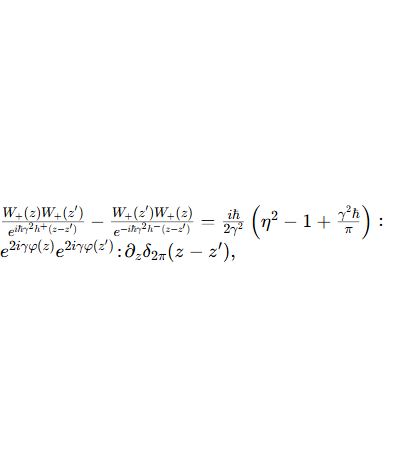 \frac{W_+(z)W_+(z')}{e^{i\hbar\gamma^2 h^+(z-z')}} - \frac{W_+(z')W_+(z)}{e^{-i\hbar\gamma^2 h^-(z-z')}} = \frac{i\hbar}{2\gamma^2}\left(\eta^2 - 1 + \frac{\gamma^2\hbar}{\pi}\right) :
e^{2i\gamma\varphi(z)}e^{2i\gamma\varphi(z')}:\partial_z\delta_{2\pi}(z - z'),